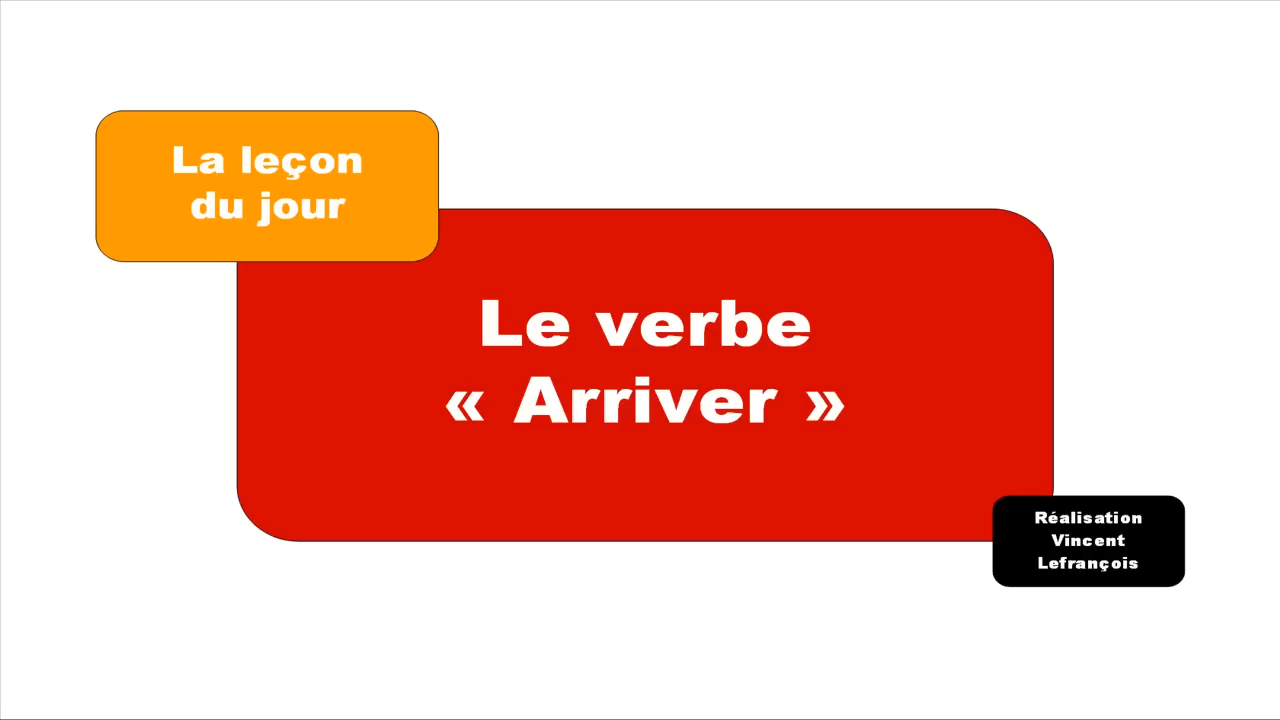 La leçon
du jour
Le verbe
« Arriver »
Réalisation
Vincent
Lefrançois